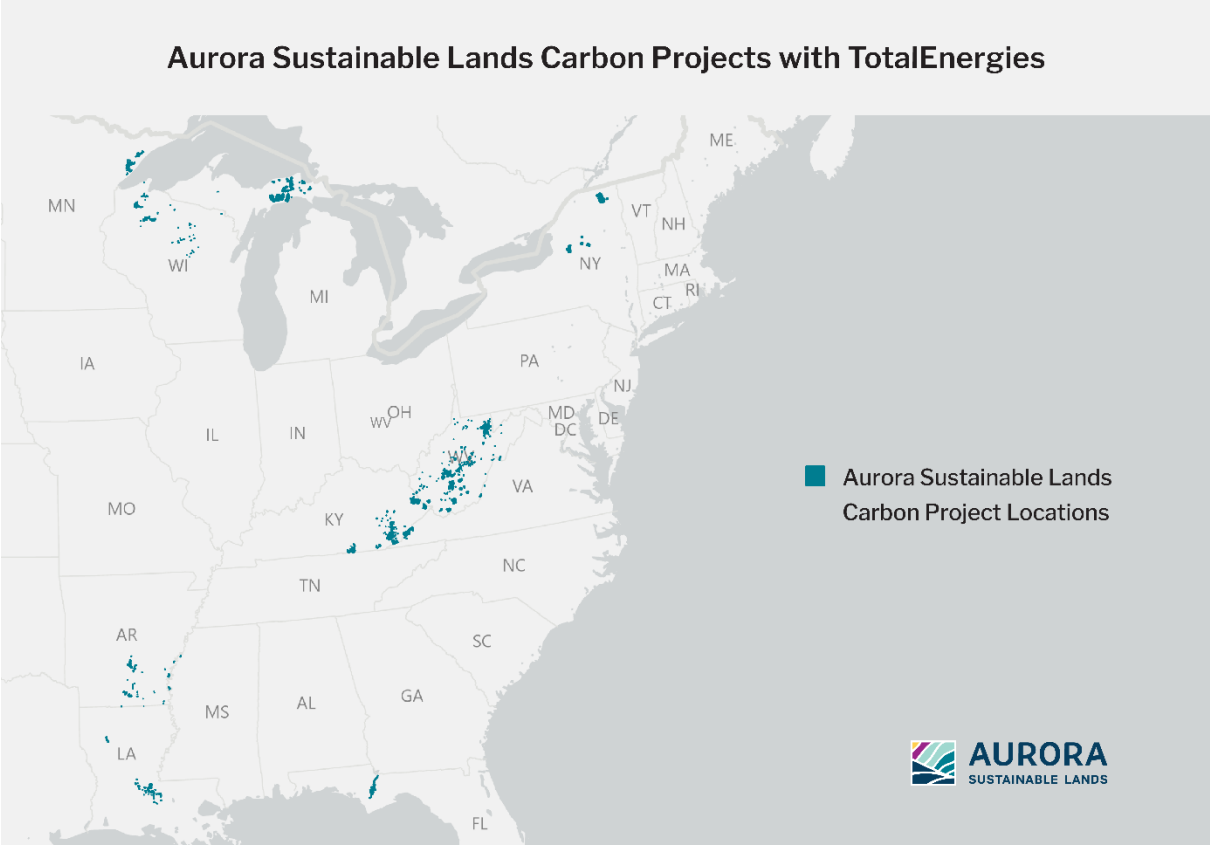 Aurora Sustainable Lands Carbon Projects with TotalEnergies
ME
MN
VT
NH
WI
NY
MA
MI
RI
CT
IA
PA
NJ
OH
MD
WV
DE
DC
IL
IN
WV
VA
MO
KY
NC
TN
AR
SC
GA
MS
AL
LA
FL
Aurora Sustainable Lands
Carbon Project Locations
AURORA
SUSTAINABLE LANDS